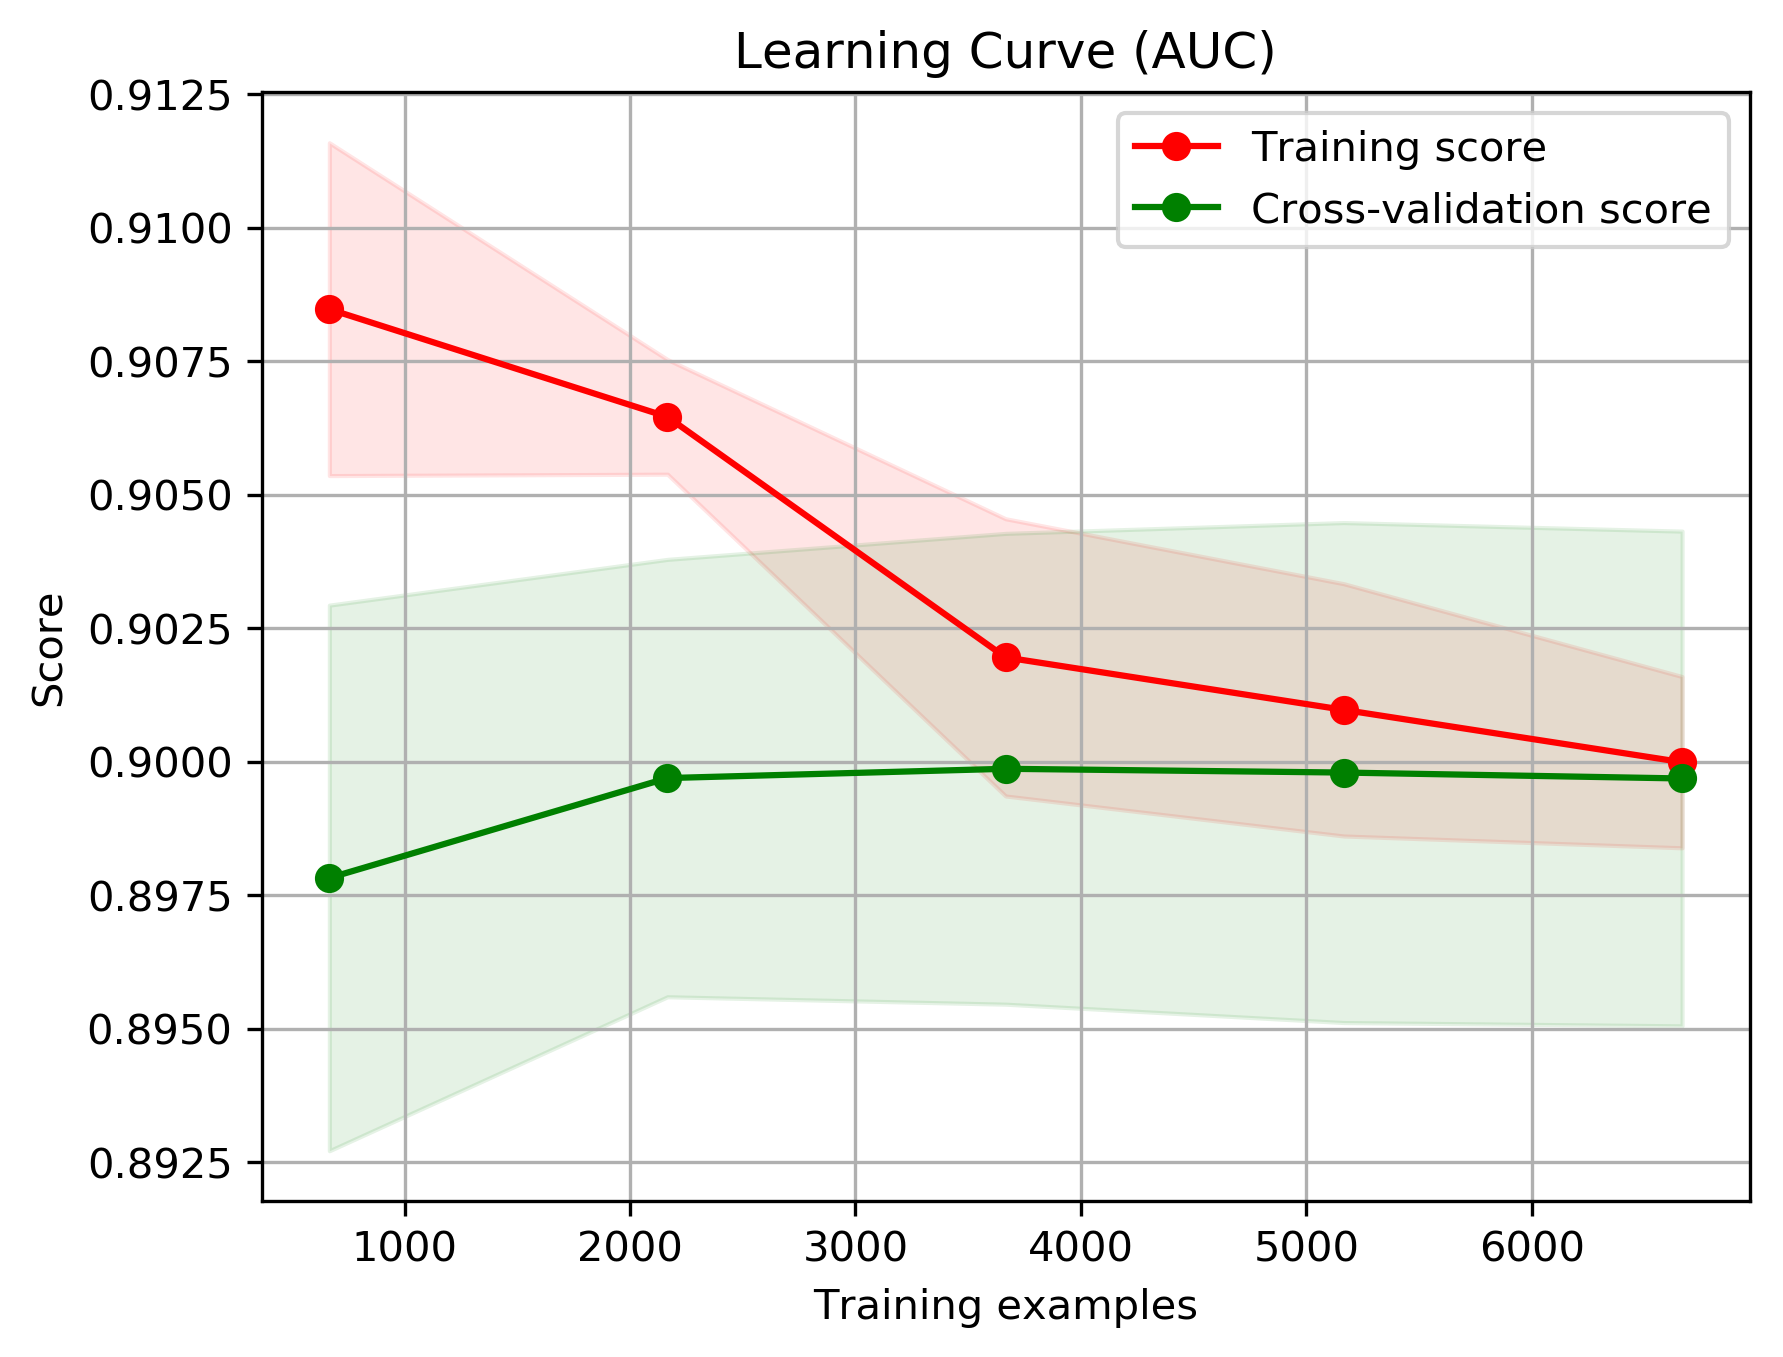 Learning Curve (AUC)
0.9125
0.9100
0.9075
0.9050
0.9025
0.9000
0.8975
0.8950
0.8925
Score
Training score
Cross-validation score
1000 2000 3000 4000 5000 6000
Training examples